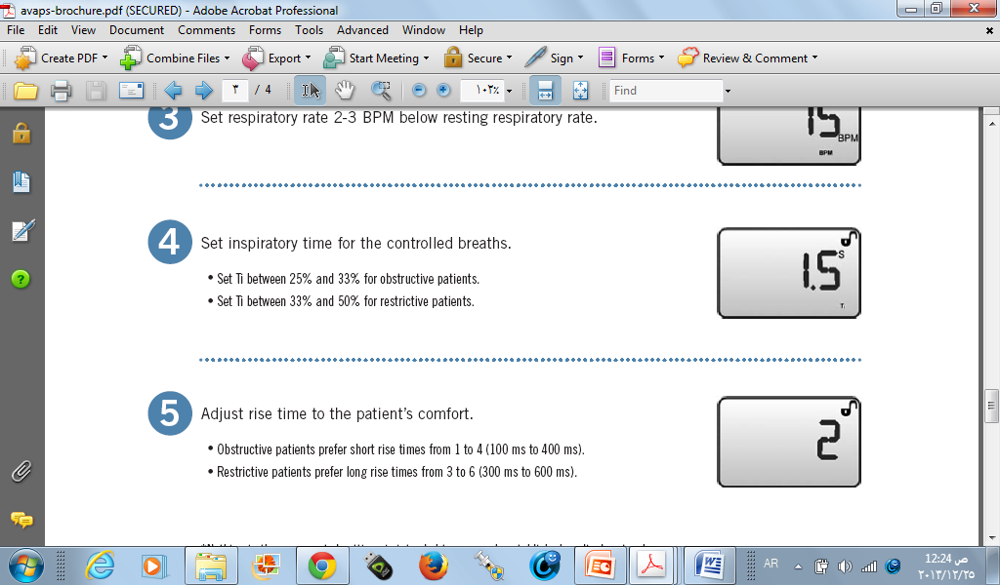 avaps-brochure.pdf (SECURED) - Adobe Acrobat Professional
File Edit View Document Comments Forms Tools Advanced Window Help
Create PDF Combine Files Export Start Meeting Secure Sign Forms Review & Comment
٣ / 4 ١٠٢٪ Find
3 Set respiratory rate 2-3 BPM below resting respiratory rate.
15 BPM
BPM
4 Set inspiratory time for the controlled breaths.
• Set Ti between 25% and 33% for obstructive patients.
• Set Ti between 33% and 50% for restrictive patients.
1.5 S
Ti
5 Adjust rise time to the patient's comfort.
• Obstructive patients prefer short rise times from 1 to 4 (100 ms to 400 ms).
• Restrictive patients prefer long rise times from 3 to 6 (300 ms to 600 ms).
2
AR
12:24 ص
٢٠١٣/١٢/٢٥